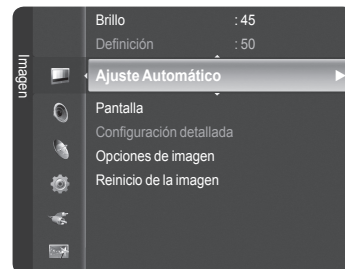 Imagen
Brillo : 45
Definición : 50
Ajuste Automático
Pantalla
Configuración detallada
Opciones de imagen
Reinicio de la imagen